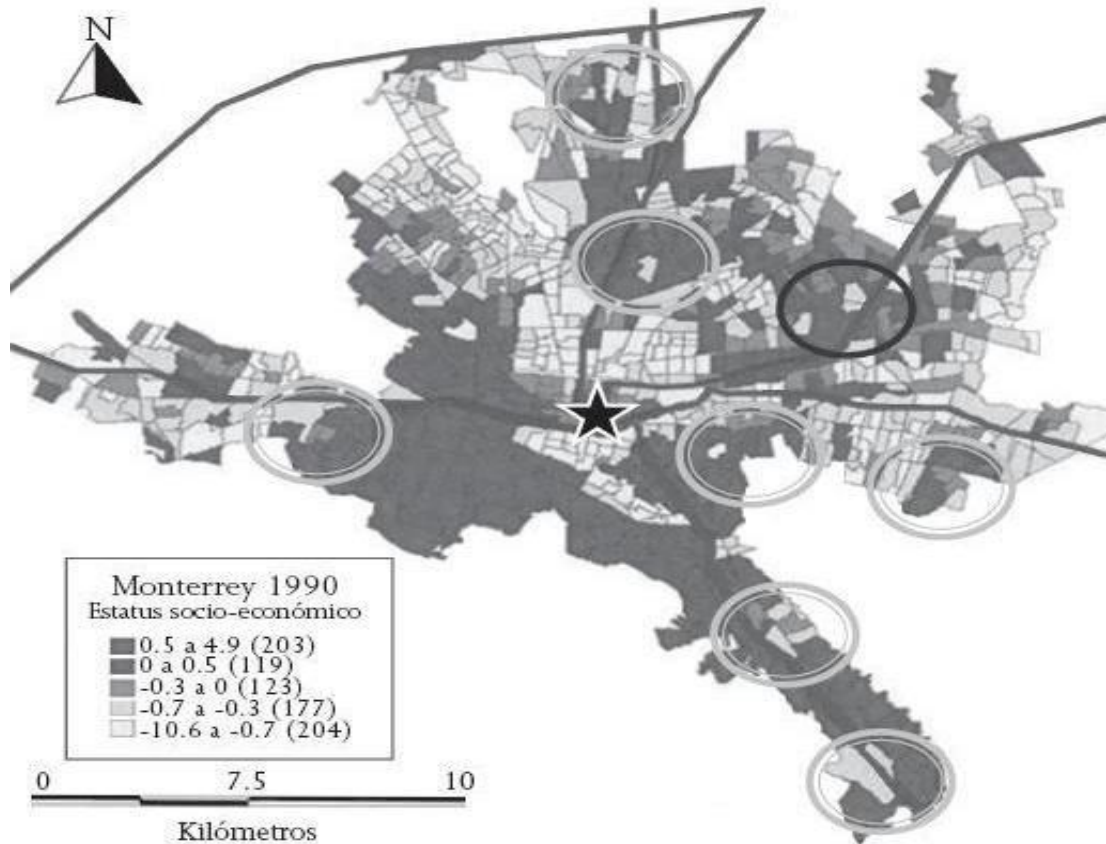 N
Monterrey 1990
Estatus socio-económico
0.5 a 4.9 (203)
0 a 0.5 (119)
-0.3 a 0 (123)
-0.7 a -0.3 (177)
-10.6 a -0.7 (204)
0 7.5 10
Kilómetros